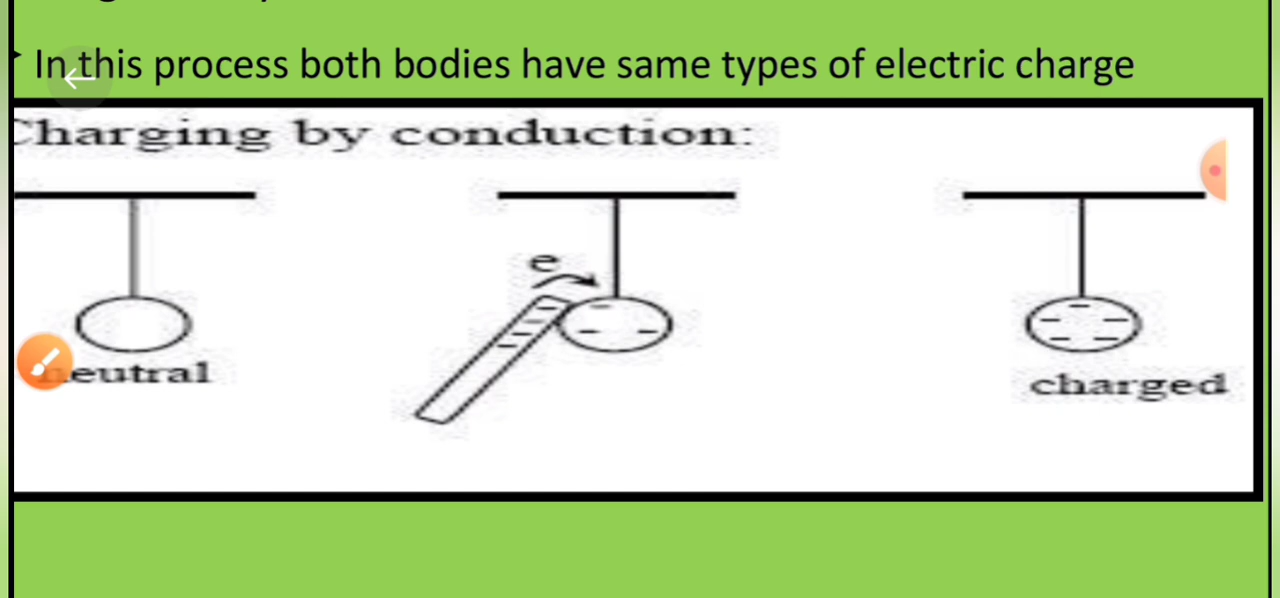 In this process both bodies have same types of electric charge
Charging by conduction:
e
neutral
charged